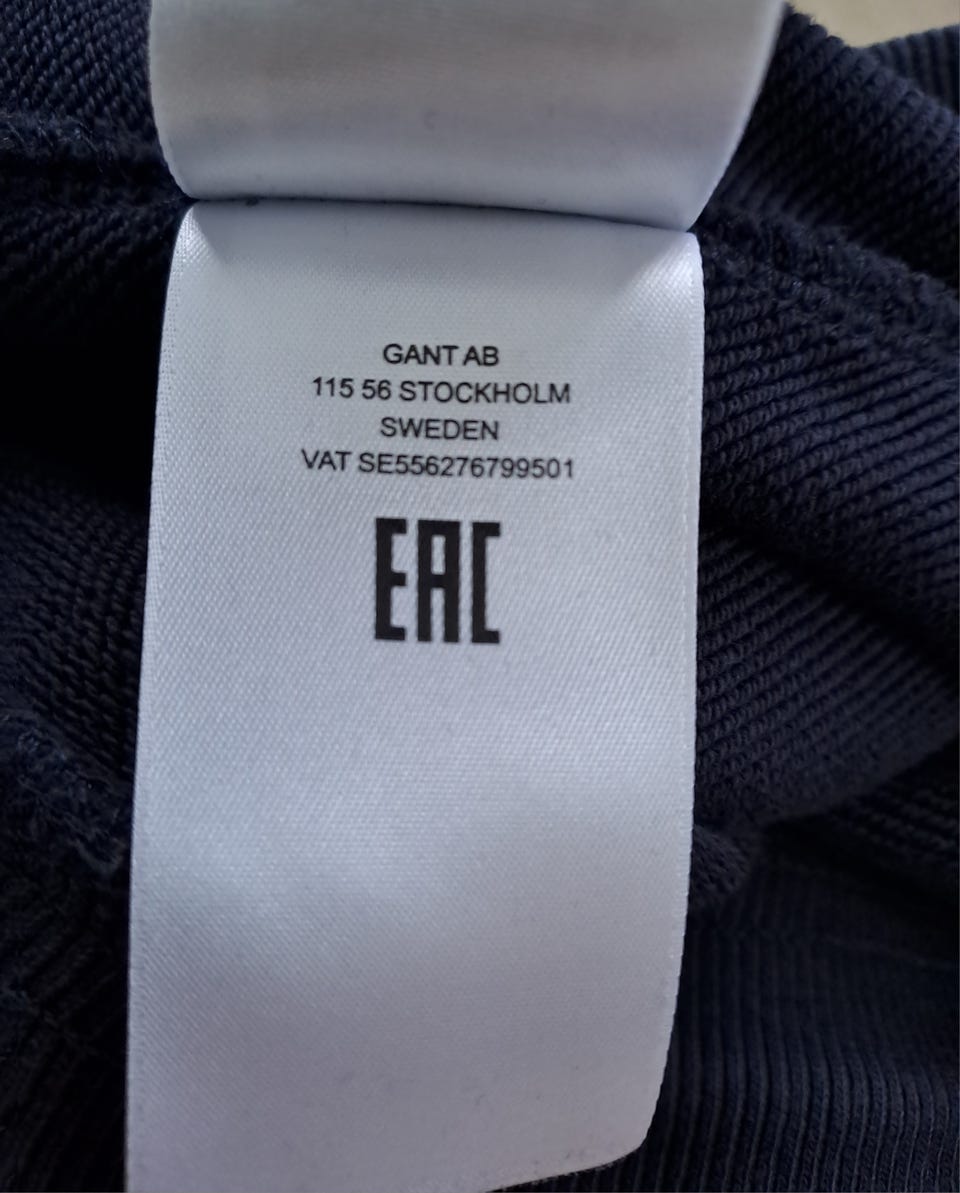 GANT AB
115 56 STOCKHOLM
SWEDEN
VAT SE556276799501
EAC